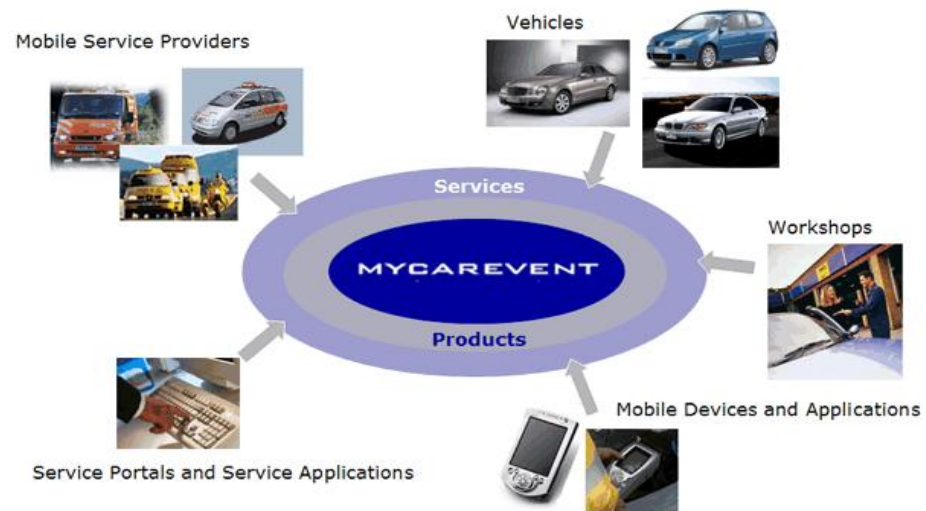 Vehicles
Mobile Service Providers
Services
Workshops
MYCAREVENT
Products
Mobile Devices and Applications
Service Portals and Service Applications